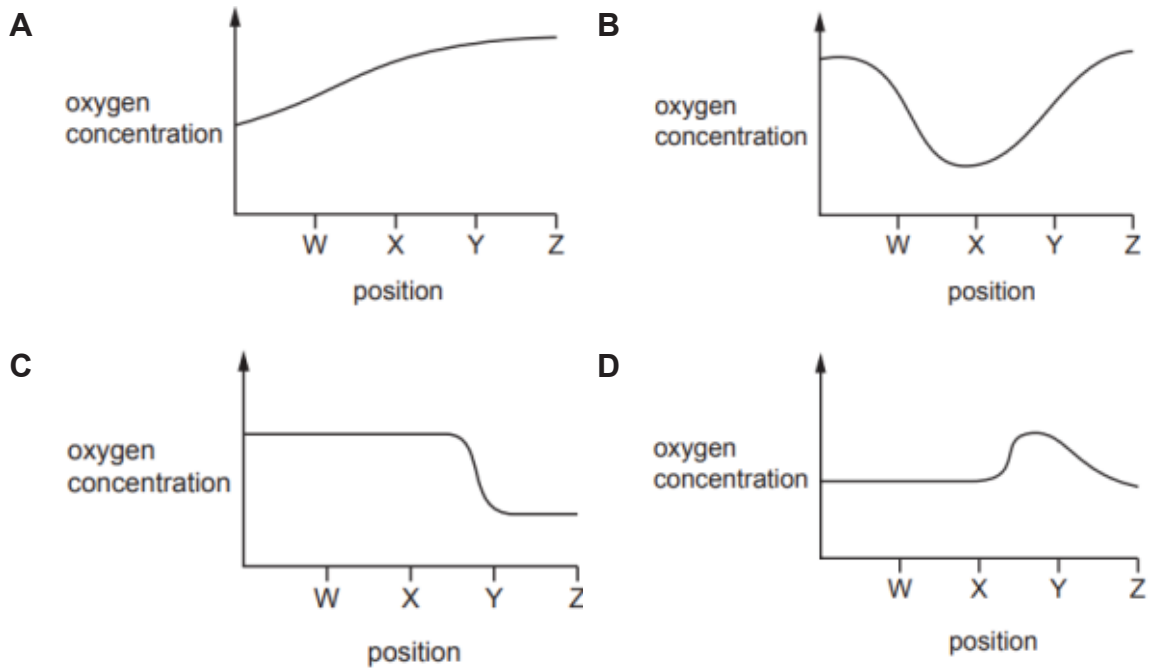 A
oxygen
concentration
W X Y Z
position
B
oxygen
concentration
W X Y Z
position
C
oxygen
concentration
W X Y Z
position
D
oxygen
concentration
W X Y Z
position